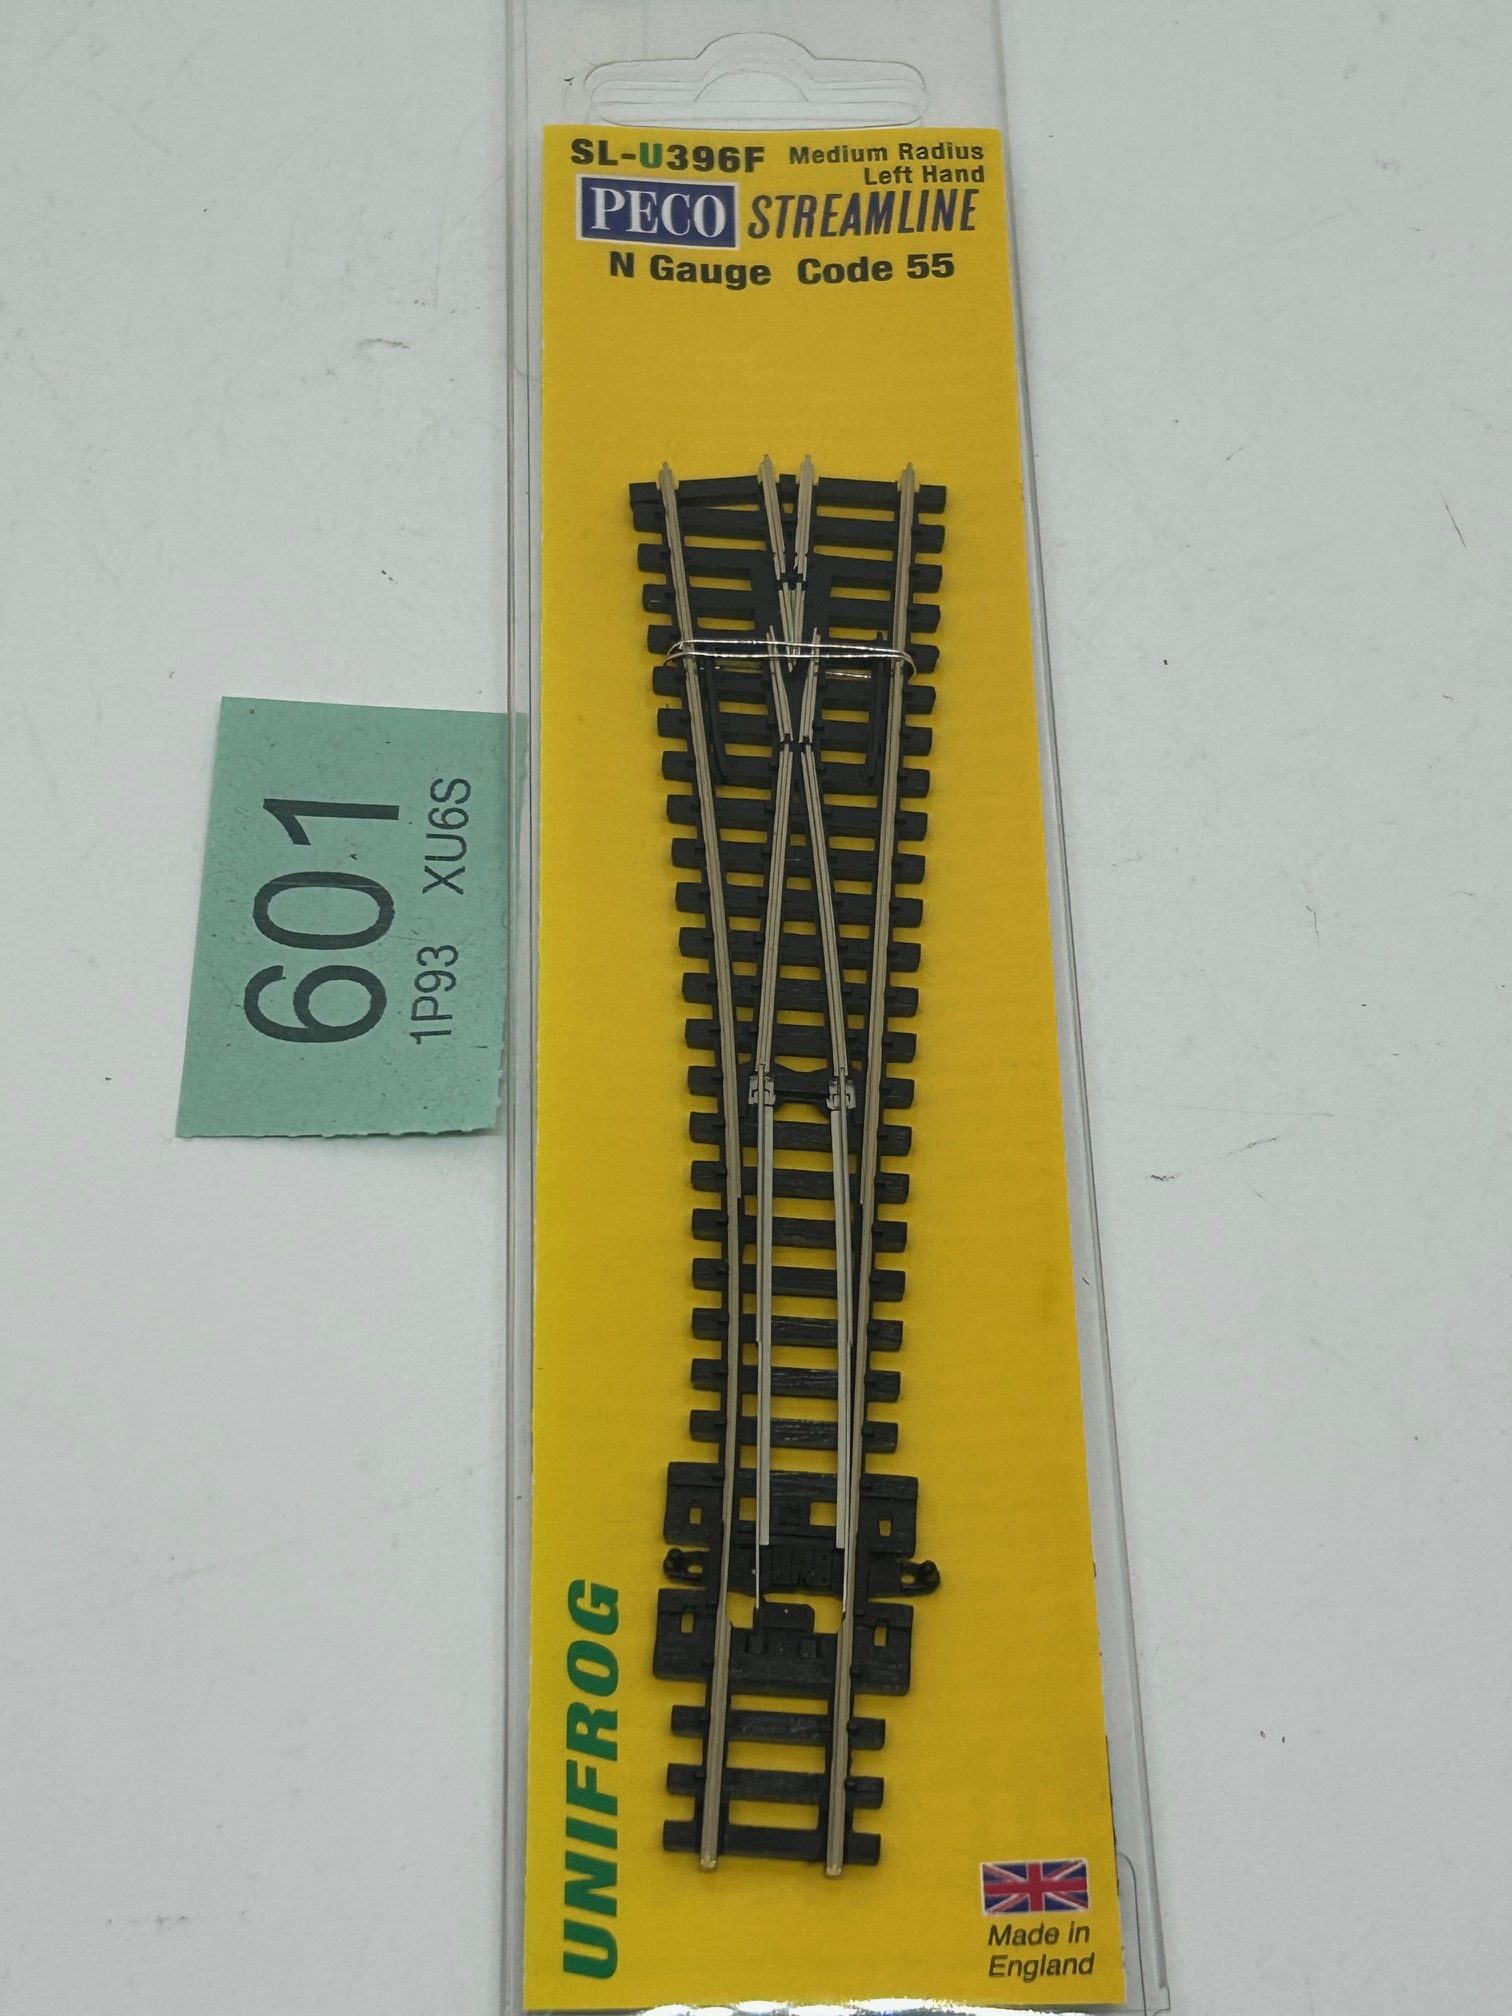 SL-U396F Medium Radius
Left Hand
PECO STREAMLINE
N Gauge Code 55
601
1P93 XU6S
UNIFROG
Made in
England